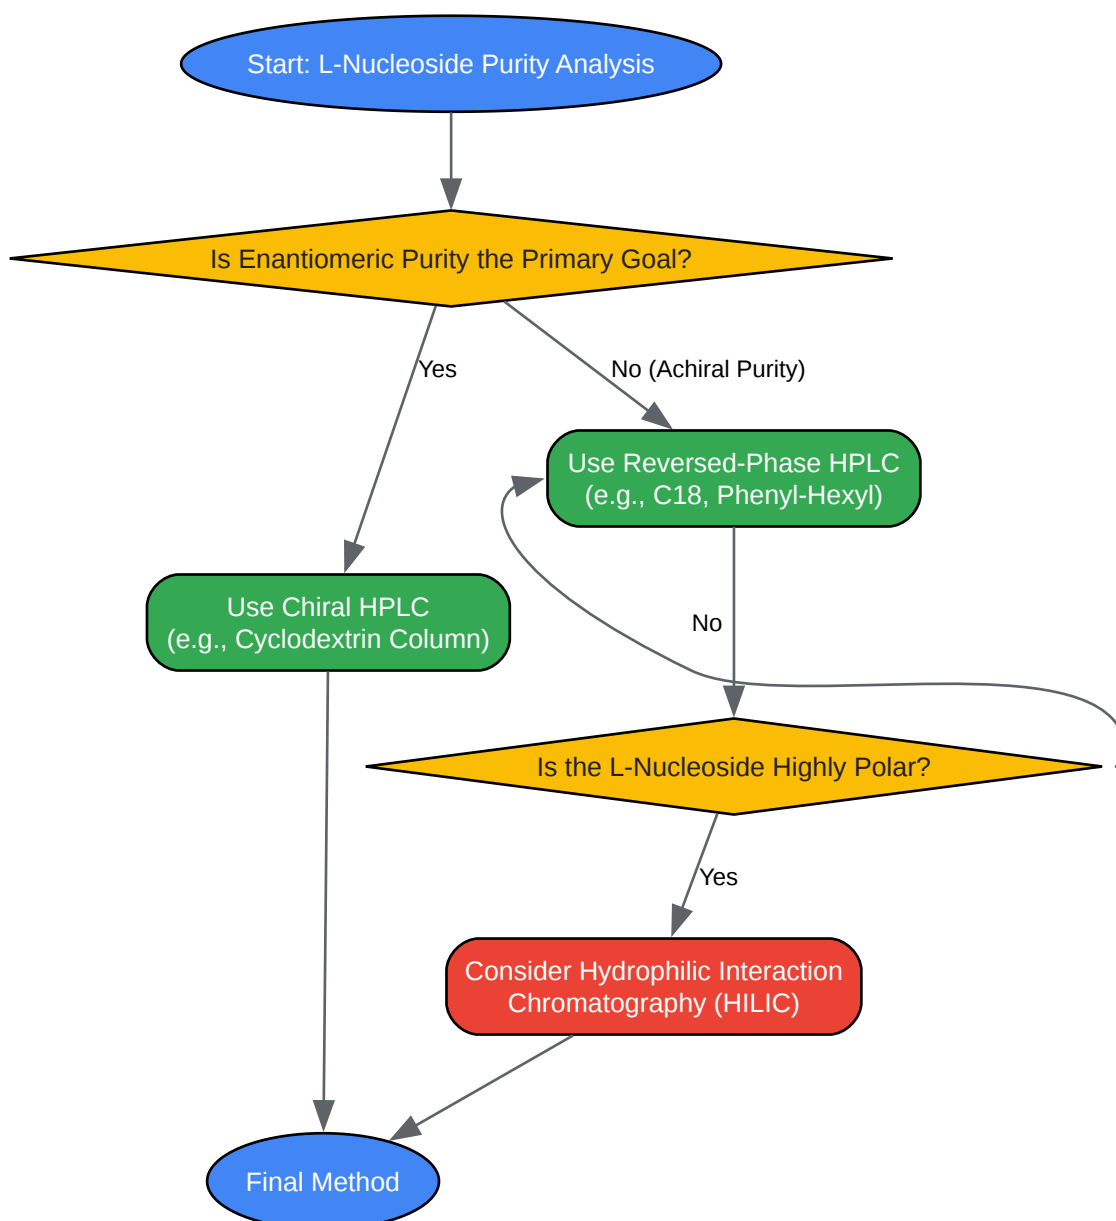 Start: L-Nucleoside Purity Analysis
Is Enantiomeric Purity the Primary Goal?
Yes
No (Achiral Purity)
Use Reversed-Phase HPLC
(e.g., C18, Phenyl-Hexyl)
Use Chiral HPLC
(e.g., Cyclodextrin Column)
No
Is the L-Nucleoside Highly Polar?
Yes
Consider Hydrophilic Interaction
Chromatography (HILIC)
Final Method